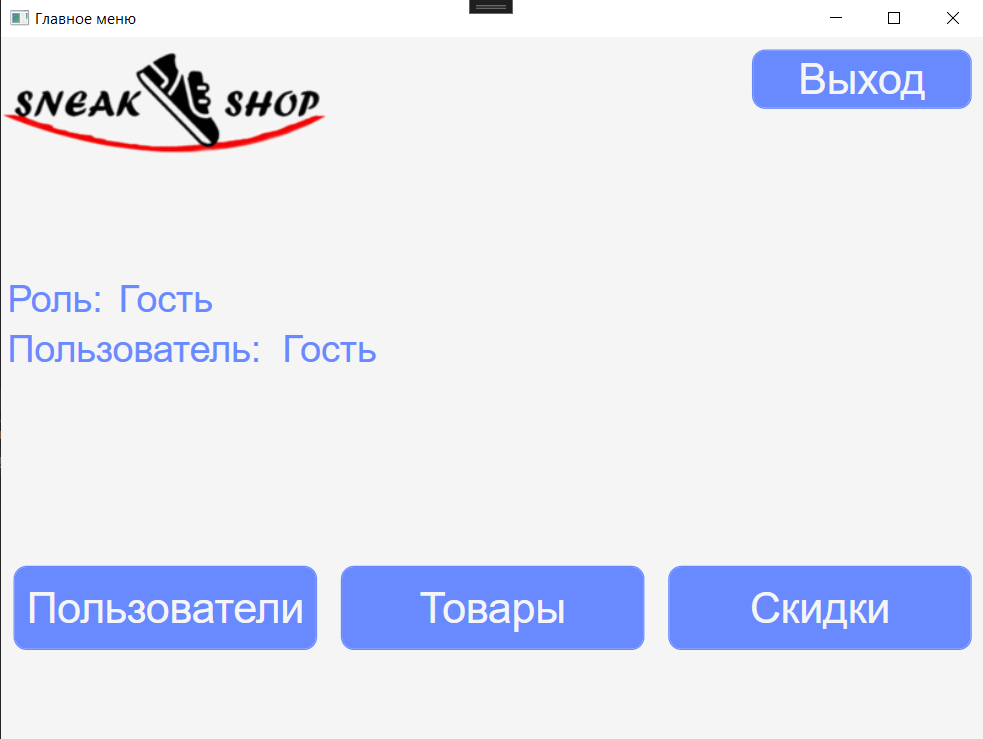 Главное меню
SNEAK SHOP
Выход
Роль: Гость
Пользователь: Гость
Пользователи
Товары
Скидки